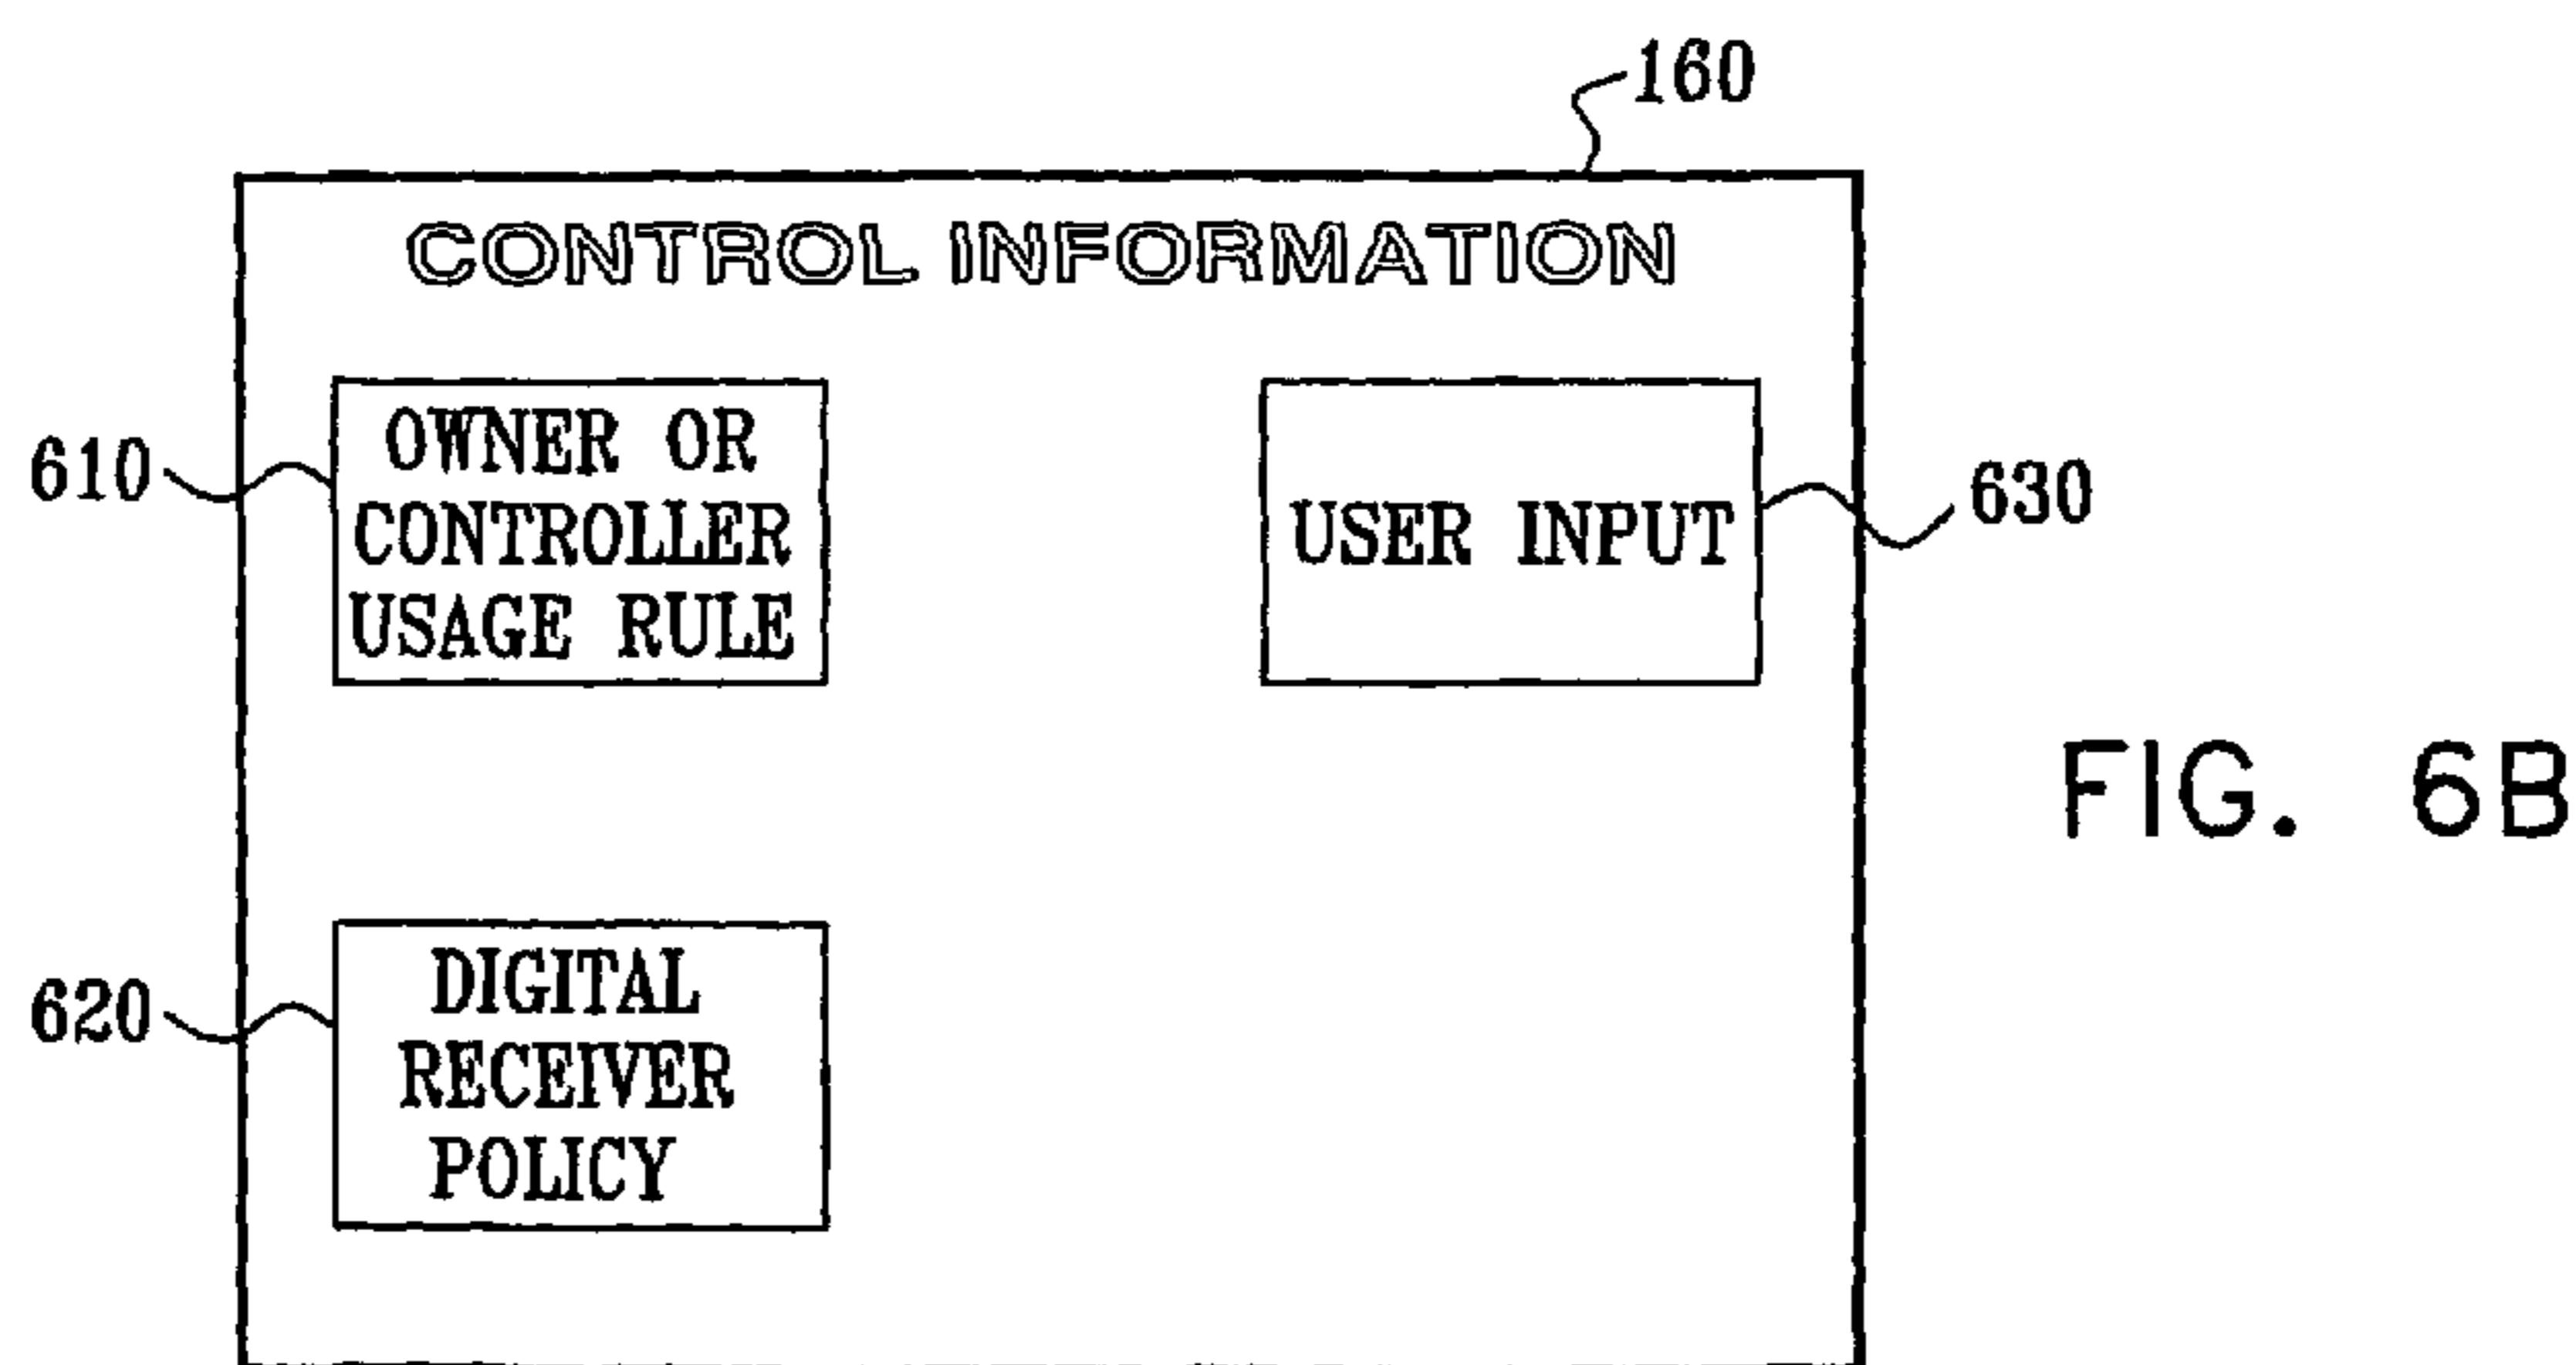 160
CONTROL INFORMATION
610
OWNER OR
CONTROLLER
USAGE RULE
USER INPUT
630
FIG. 6B
620
DIGITAL
RECEIVER
POLICY